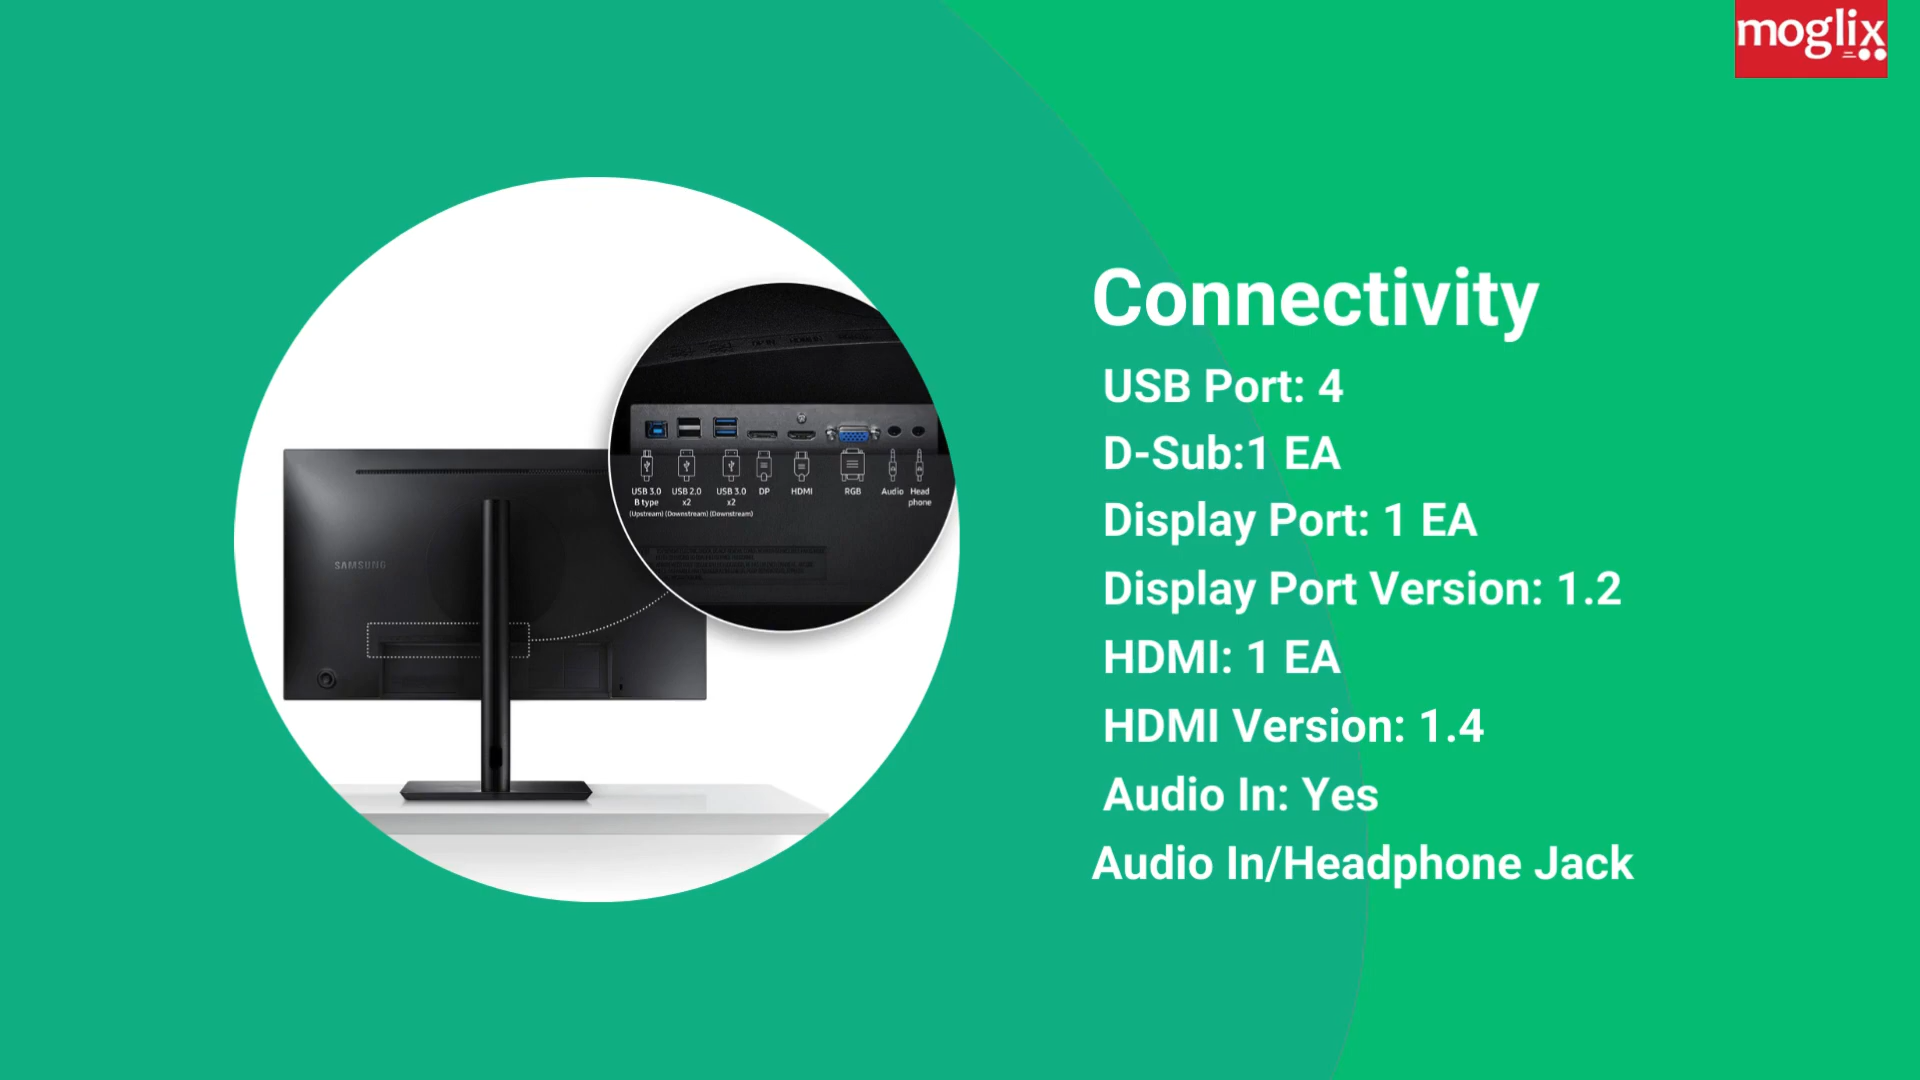 moglix
Connectivity
USB Port: 4
D-Sub:1 EA
Display Port: 1 EA
Display Port Version: 1.2
HDMI: 1 EA
HDMI Version: 1.4
Audio In: Yes
Audio In/Headphone Jack
SAMSUNG
USB 3.0 USB 2.0 USB 3.0 DP HDMI RGB Audio Head
B type x2 x2 phone
(Upstream) (Downstream) (Downstream)